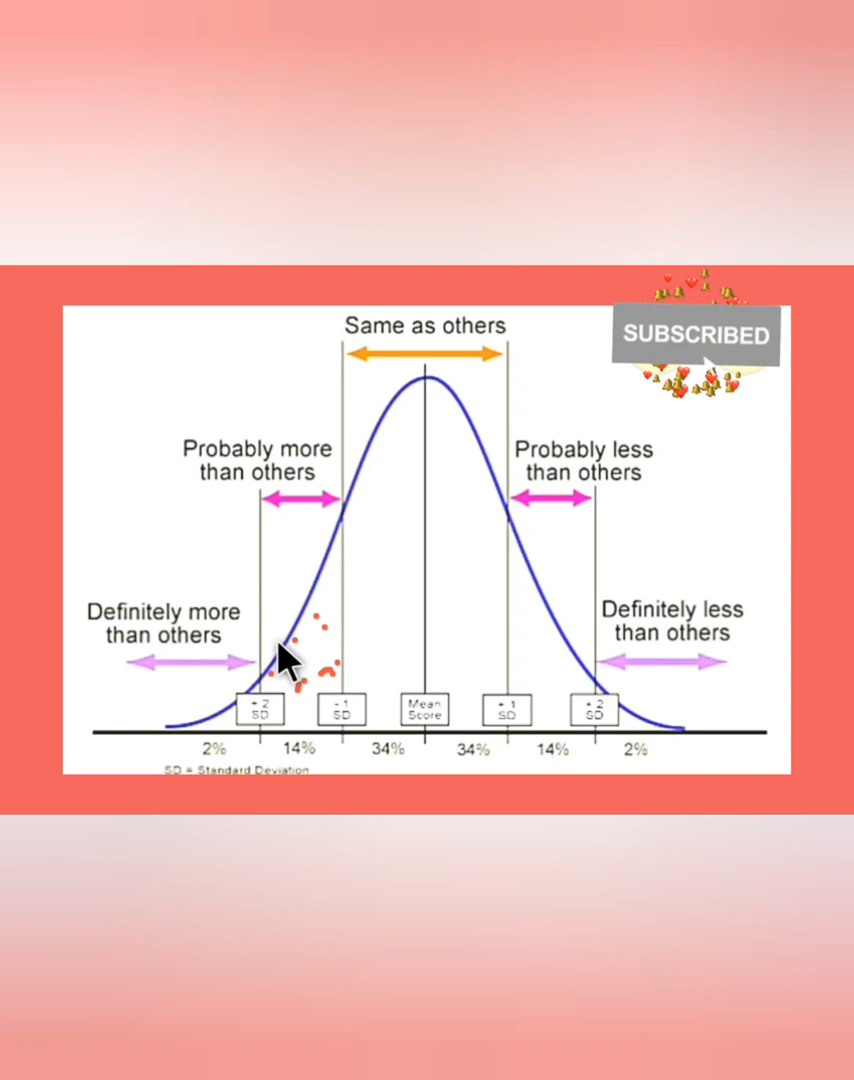 Same as others
SUBSCRIBED
Probably more
than others
Probably less
than others
Definitely more
than others
Definitely less
than others
2
SD
- 1
SD
Mean
Score
+ 1
SD
+ 2
SD
2%
14%
34%
34%
14%
2%
SD = Standard Deviation